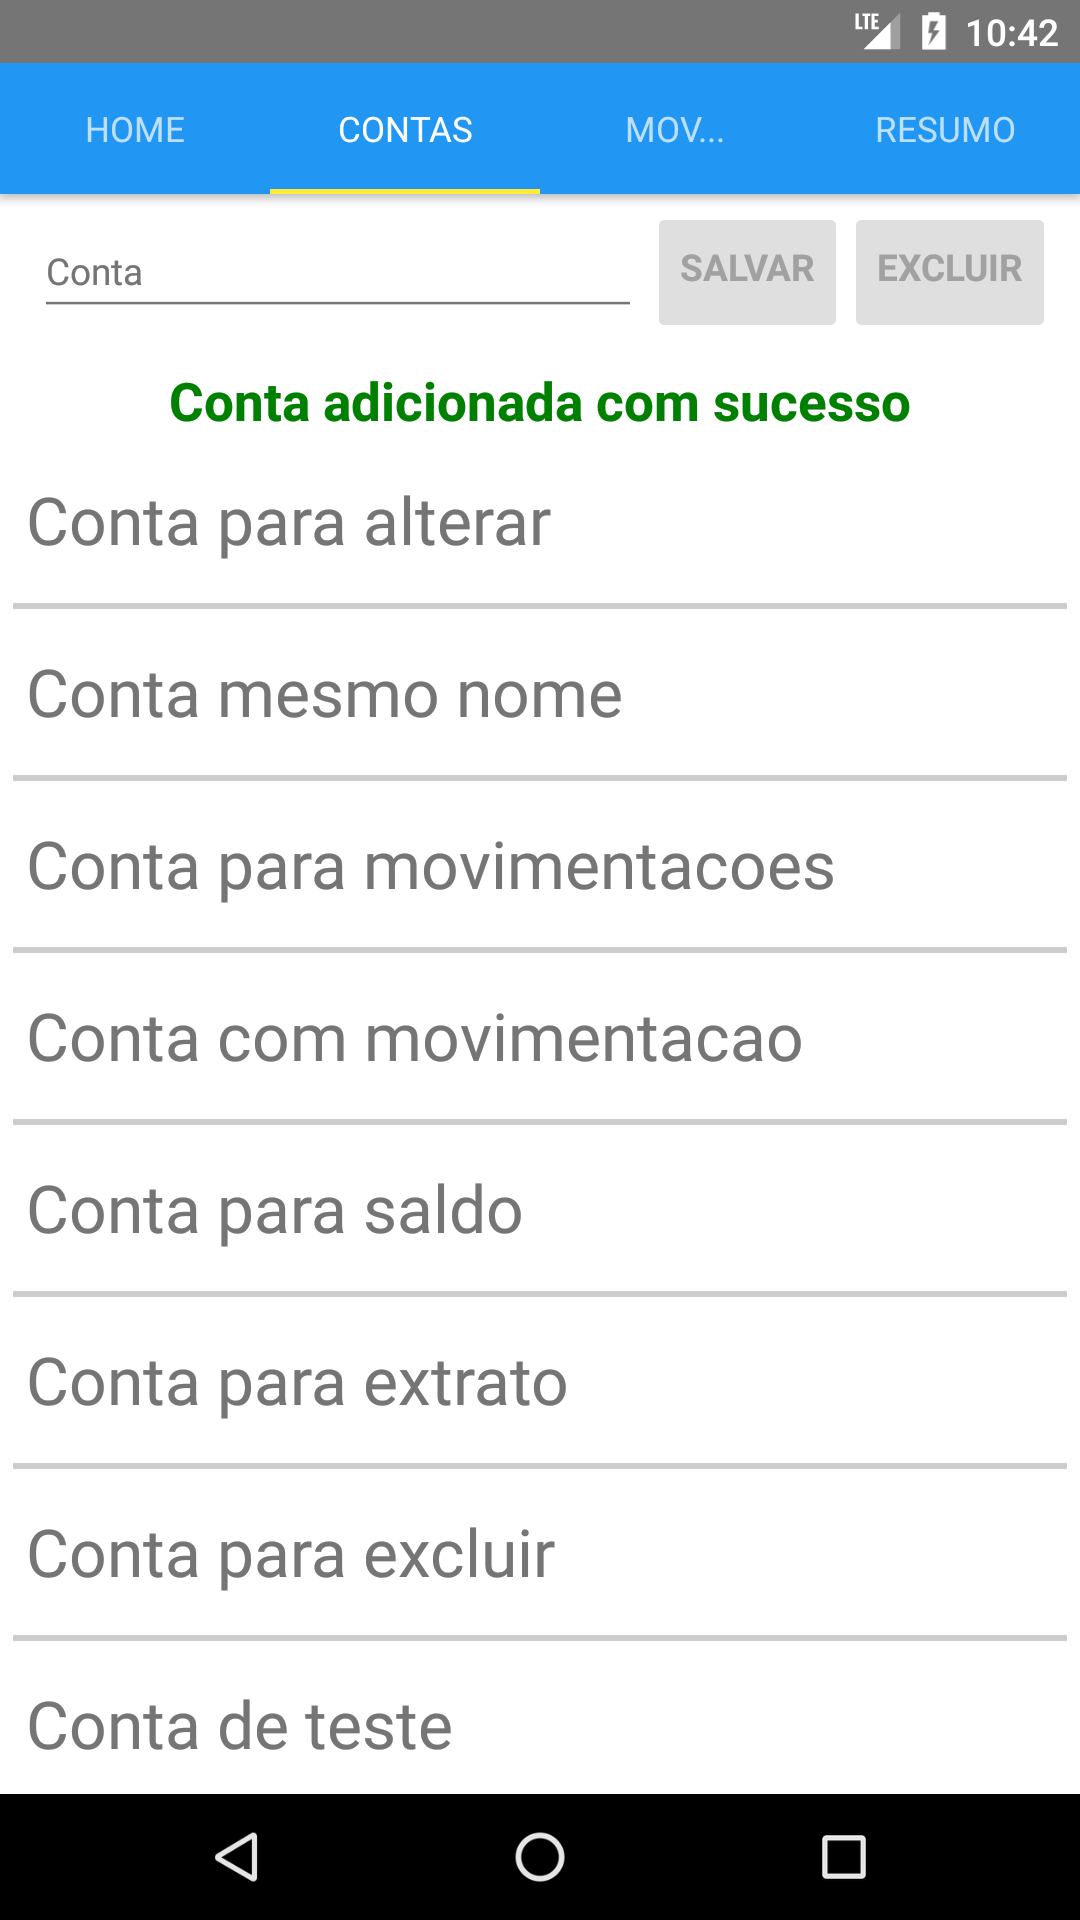 LTE 10:42
HOME CONTAS MOV... RESUMO
Conta SALVAR EXCLUIR
Conta adicionada com sucesso
Conta para alterar
Conta mesmo nome
Conta para movimentacoes
Conta com movimentacao
Conta para saldo
Conta para extrato
Conta para excluir
Conta de teste